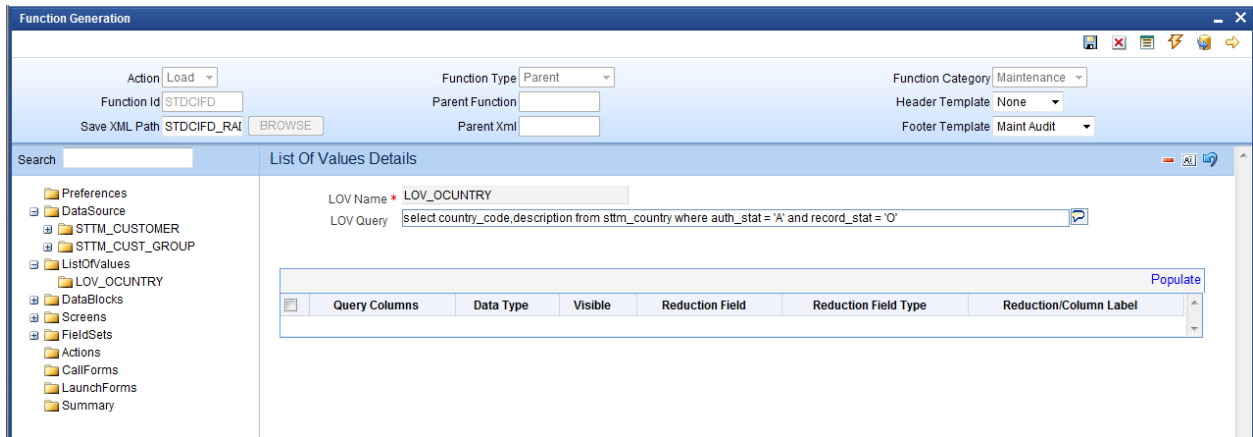 Function Generation
Action Load Function Type Parent Function Category Maintenance
Function Id STDCIFD Parent Function Header Template None
Save XML Path STDCIFD_RAD BROWSE Parent Xml Footer Template Maint Audit
Search List Of Values Details
Preferences LOV Name * LOV_OCUNTRY
DataSource LOV Query select country_code,description from sttm_country where auth_stat = 'A' and record_stat = 'O'
STTM_CUSTOMER
STTM_CUST_GROUP
ListOfValues
LOV_OCUNTRY Populate
DataBlocks Query Columns Data Type Visible Reduction Field Reduction Field Type Reduction/Column Label
Screens
FieldSets
Actions
CallForms
LaunchForms
Summary